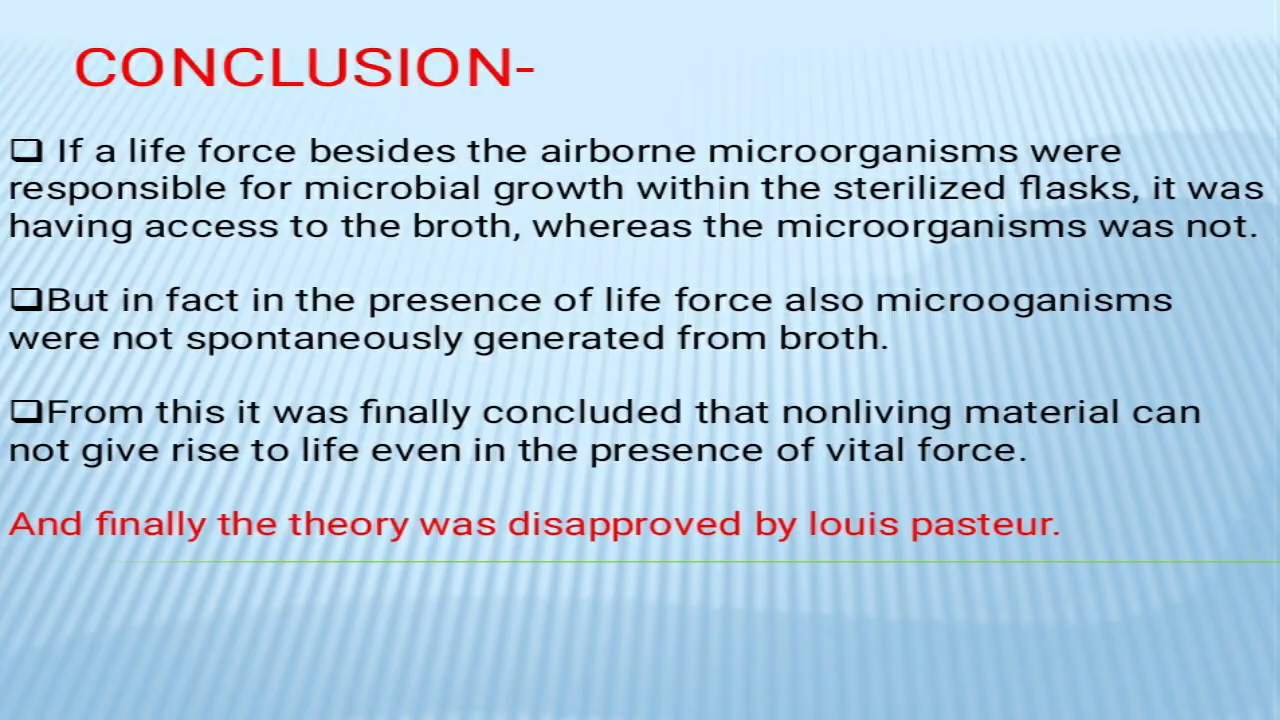 CONCLUSION-
❑ If a life force besides the airborne microorganisms were
responsible for microbial growth within the sterilized flasks, it was
having access to the broth, whereas the microorganisms was not.
❑But in fact in the presence of life force also microoganisms
were not spontaneously generated from broth.
❑From this it was finally concluded that nonliving material can
not give rise to life even in the presence of vital force.
And finally the theory was disapproved by louis pasteur.